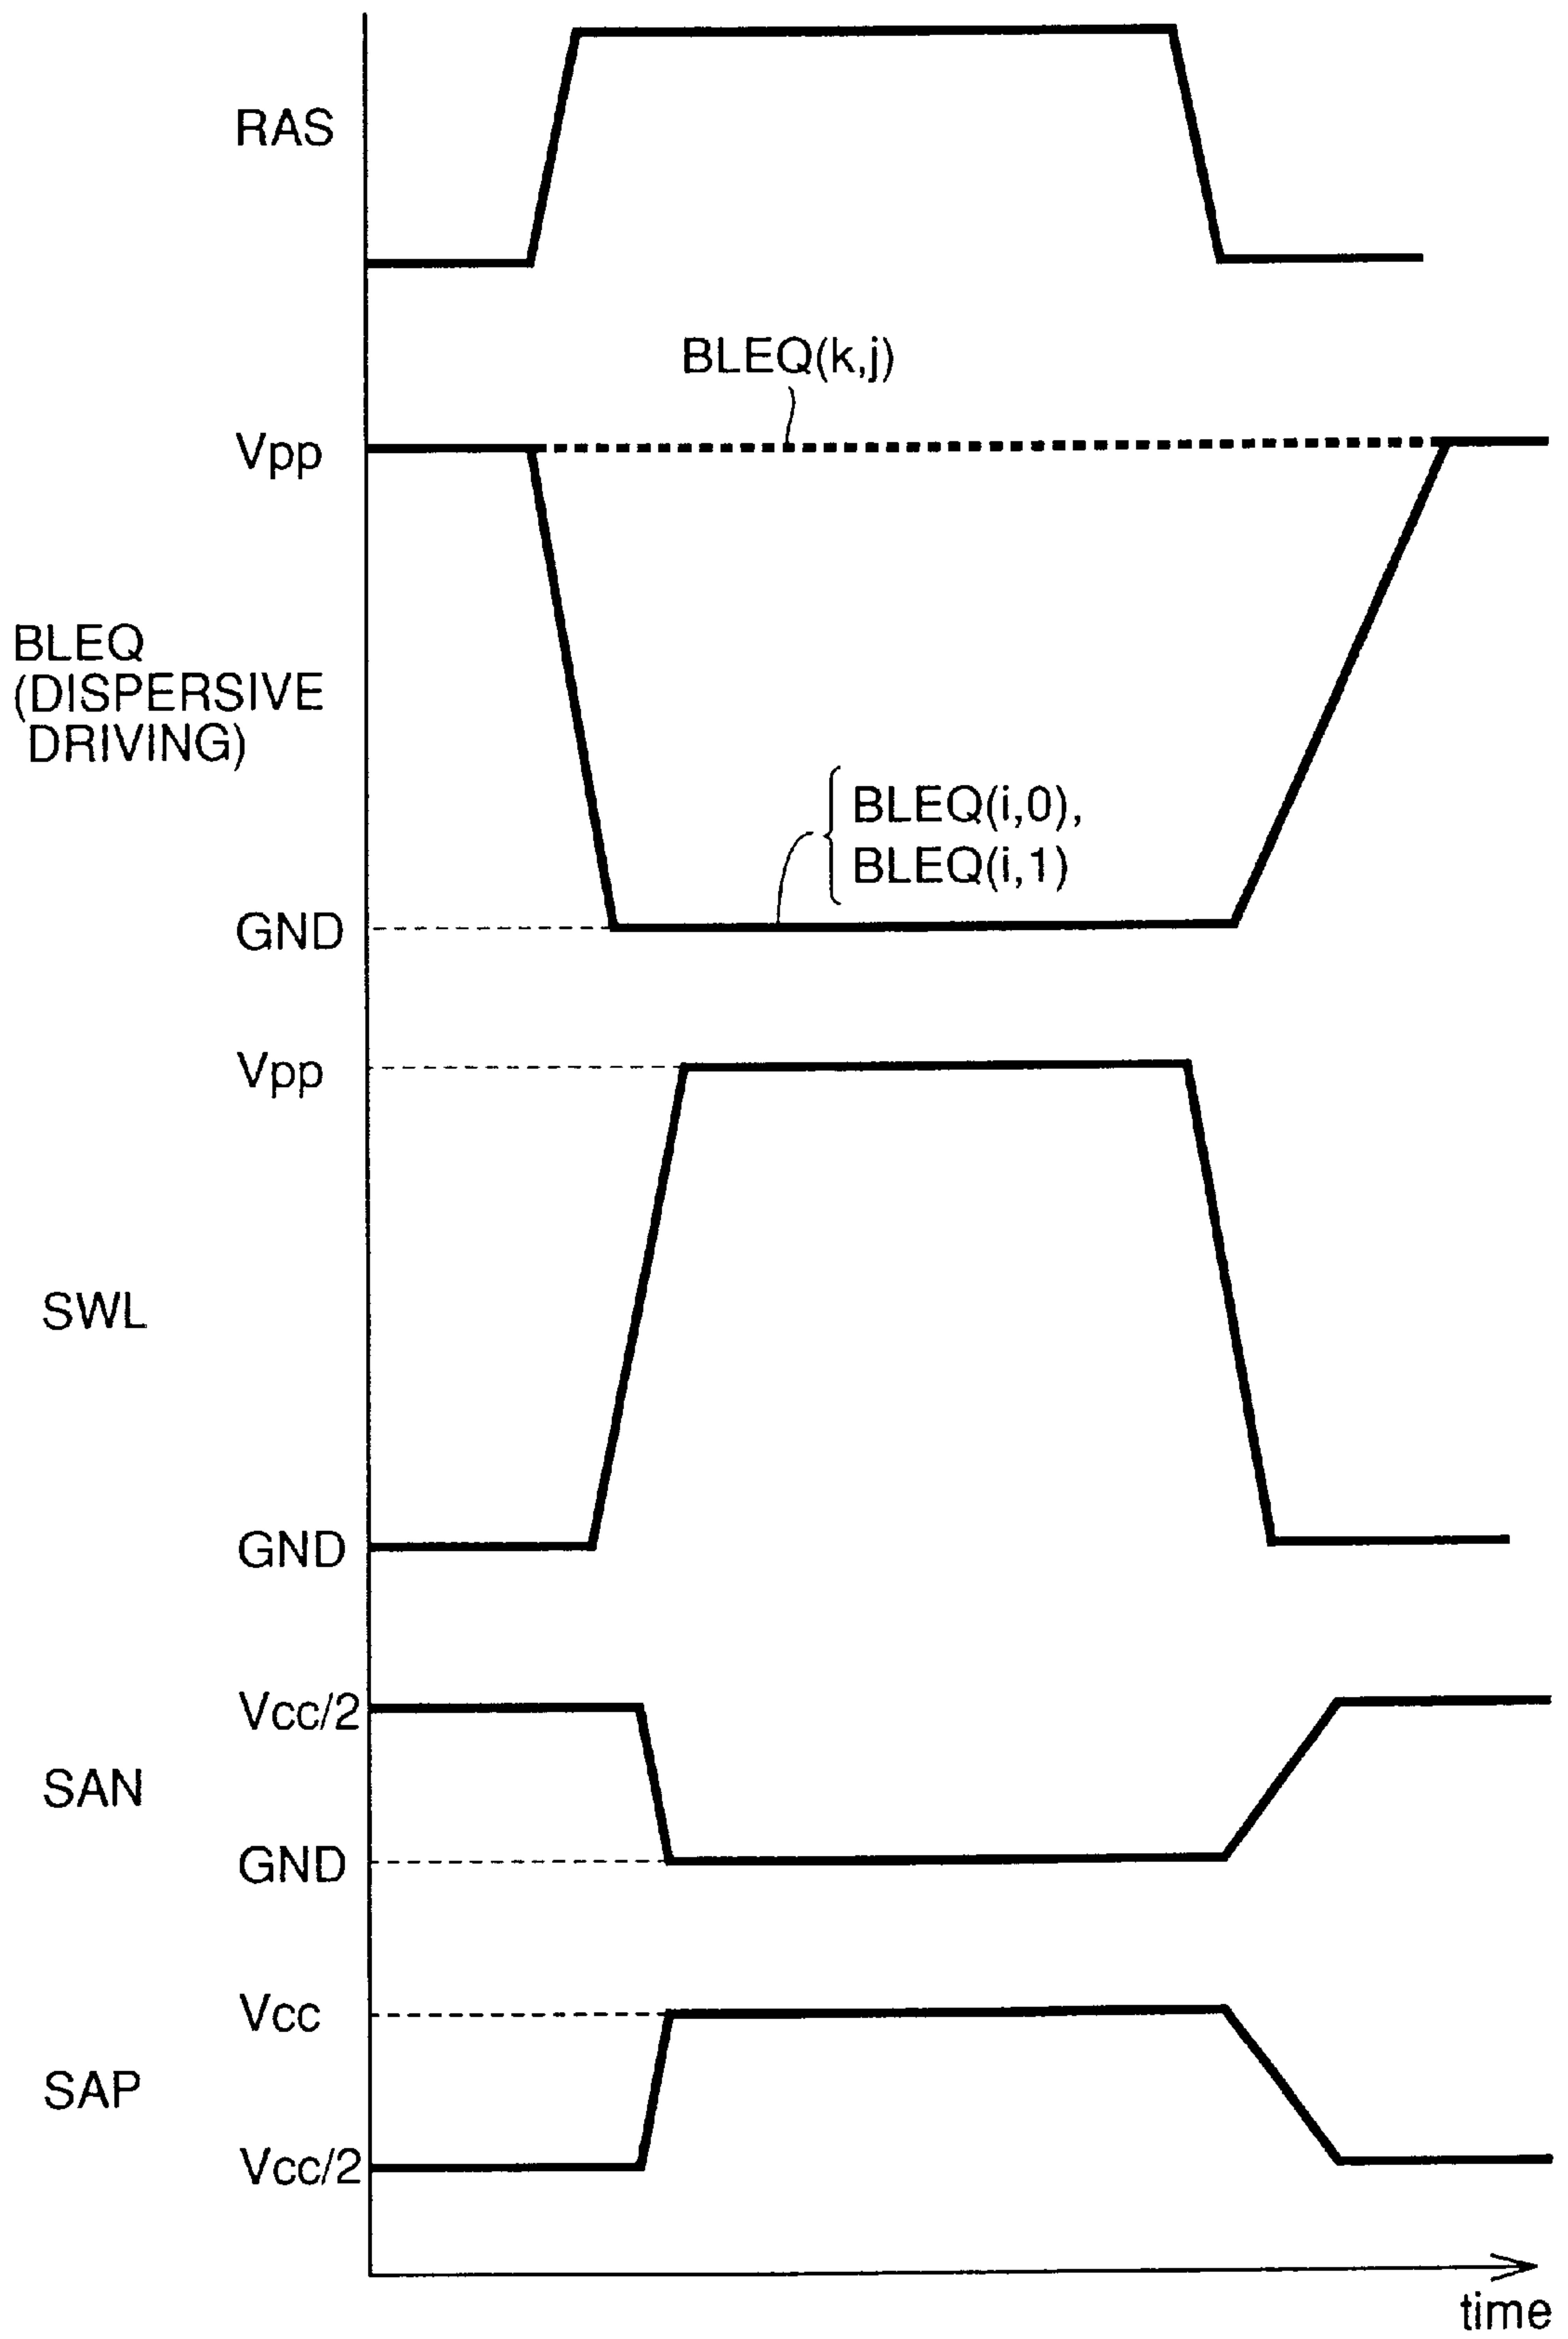 RAS
BLEQ(k,j)
Vpp
BLEQ
(DISPERSIVE
DRIVING)
BLEQ(i,0),
BLEQ(i,1)
GND
Vpp
SWL
GND
Vcc/2
SAN
GND
Vcc
SAP
Vcc/2
time